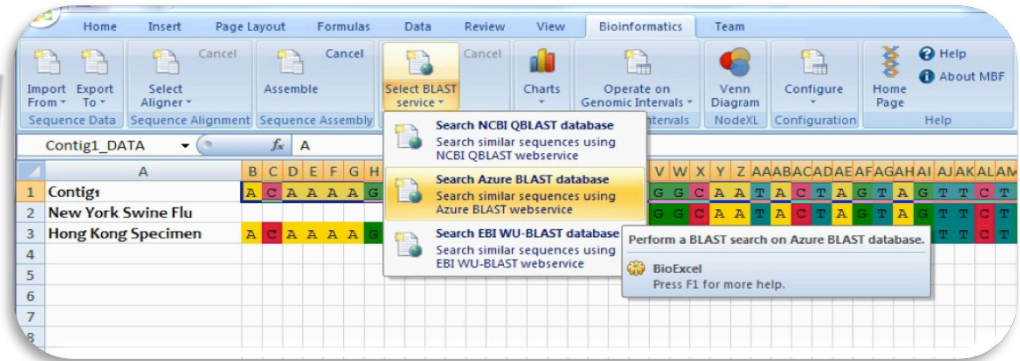 Home Insert Page Layout Formulas Data Review View Bioinformatics Team
Import From Export To Select Aligner Cancel Assemble Cancel Select BLAST service Cancel Charts Operate on Genomic Intervals Venn Diagram Configure Home Page Help About MBF
Sequence Data Sequence Alignment Sequence Assembly Intervals NodeXL Configuration Help
Search NCBI QBLAST database
Search similar sequences using
NCBI QBLAST webservice
Search Azure BLAST database
Search similar sequences using
Azure BLAST webservice
Search EBI WU-BLAST database
Search similar sequences using
EBI WU-BLAST webservice
Perform a BLAST search on Azure BLAST database.
BioExcel
Press F1 for more help.
Contig1_DATA fx A
A B C D E F G H V W X Y Z AA AB AC AD AE AF AG AH AI AJ AK AL AM
1 Contig1 A C A A A A G G G C A A T A C T A G T A G T T C T
2 New York Swine Flu G G C A A T A C T A G T A G T T C T
3 Hong Kong Specimen A C A A A A G T T C T
4
5
6
7
8